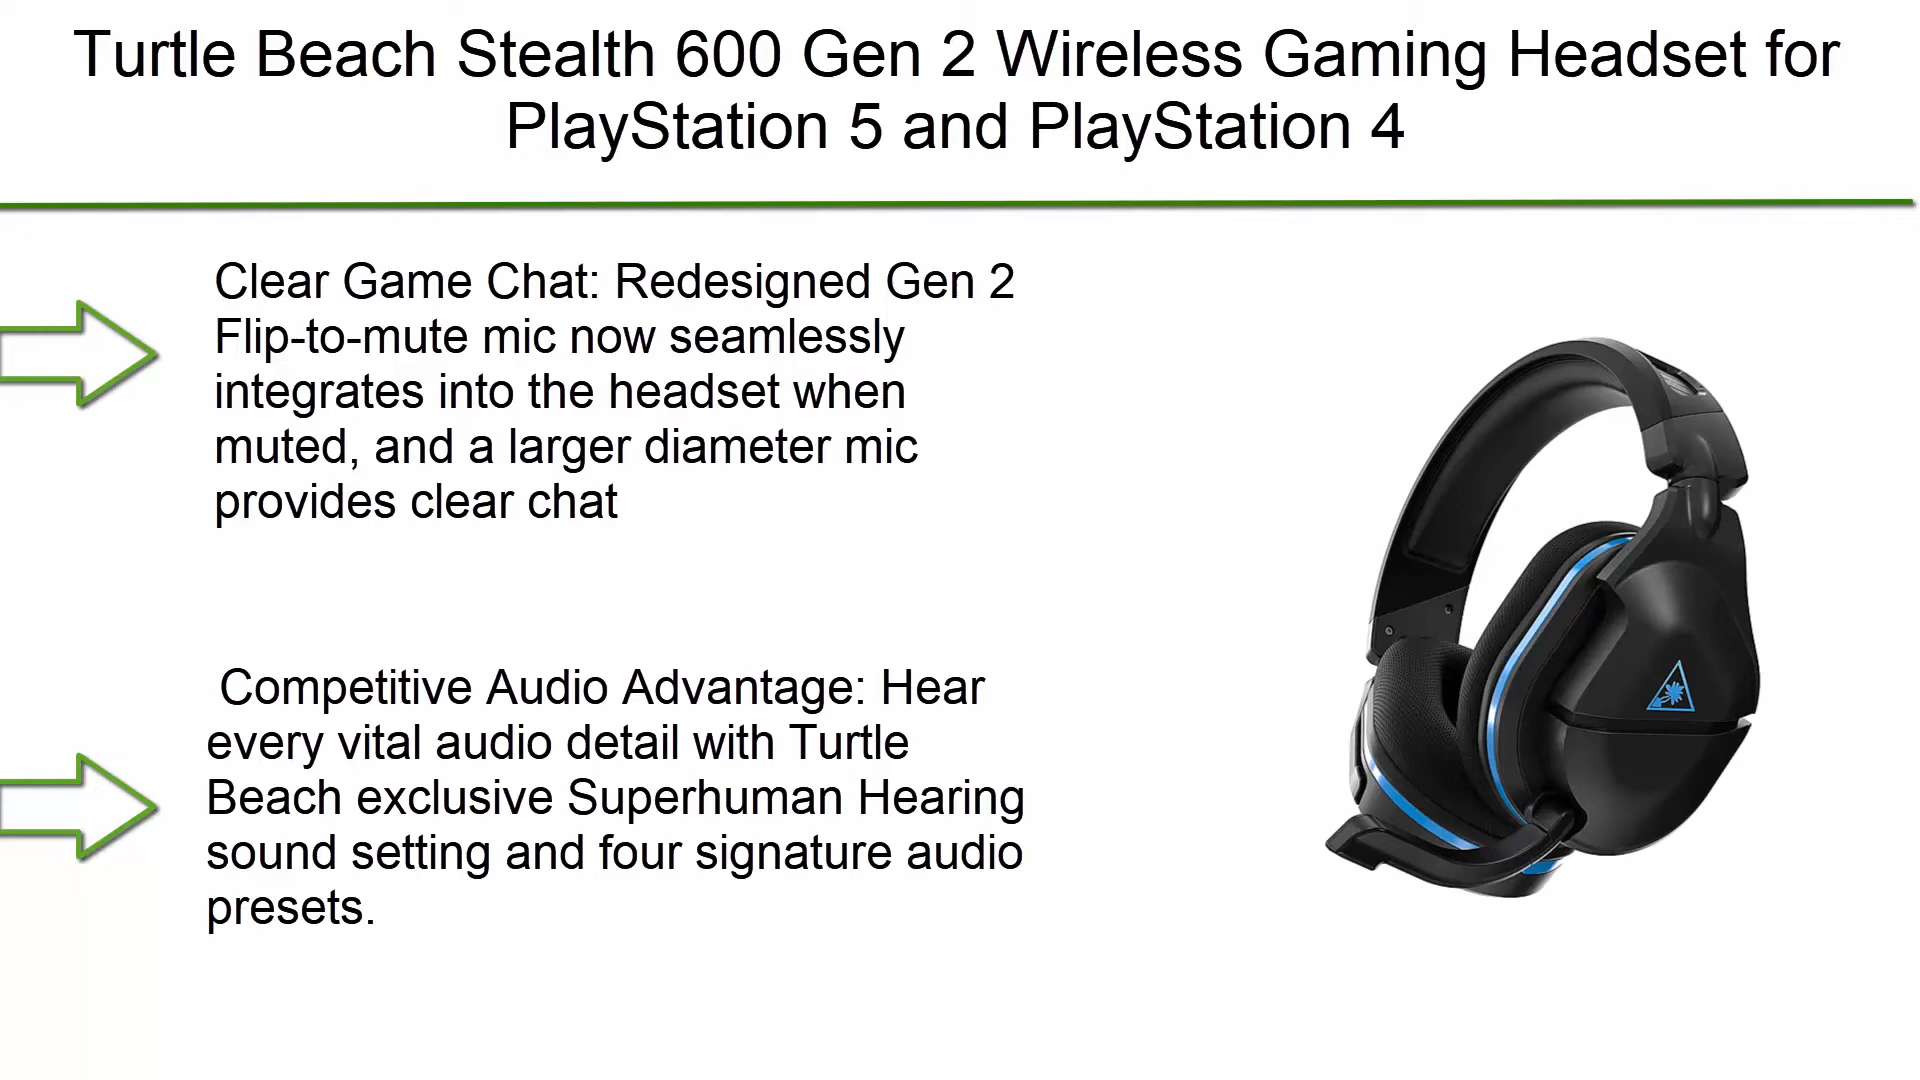 Turtle Beach Stealth 600 Gen 2 Wireless Gaming Headset for
PlayStation 5 and PlayStation 4
Clear Game Chat: Redesigned Gen 2
Flip-to-mute mic now seamlessly
integrates into the headset when
muted, and a larger diameter mic
provides clear chat
Competitive Audio Advantage: Hear
every vital audio detail with Turtle
Beach exclusive Superhuman Hearing
sound setting and four signature audio
presets.